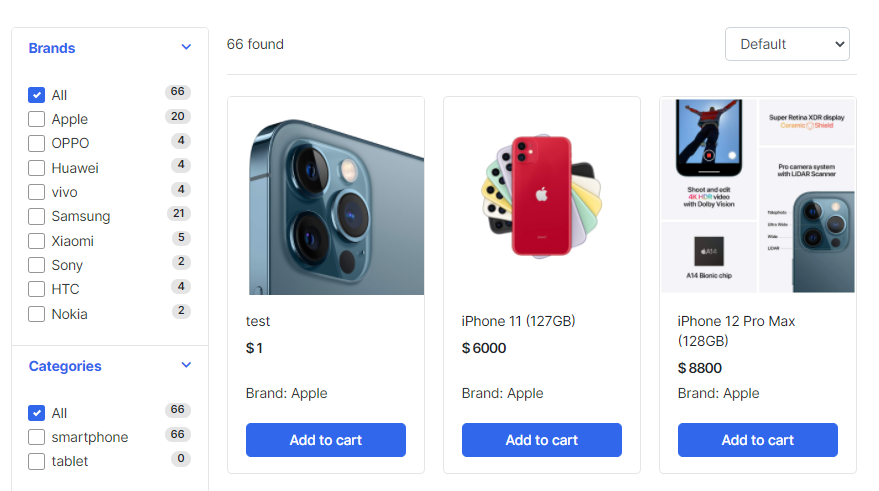 Brands
All 66
Apple 20
OPPO 4
Huawei 4
vivo 4
Samsung 21
Xiaomi 5
Sony 2
HTC 4
Nokia 2
Categories
All 66
smartphone 66
tablet 0
66 found
Default
test
$ 1
Brand: Apple
Add to cart
iPhone 11 (127GB)
$ 6000
Brand: Apple
Add to cart
Shoot and edit
4K HDR video
with Dolby Vision
A14
A14 Bionic chip
Super Retina XDR display
Ceramic Shield
Pro camera system
with LiDAR Scanner
Telephoto
Ultra Wide
Wide
LiDAR
iPhone 12 Pro Max
(128GB)
$ 8800
Brand: Apple
Add to cart